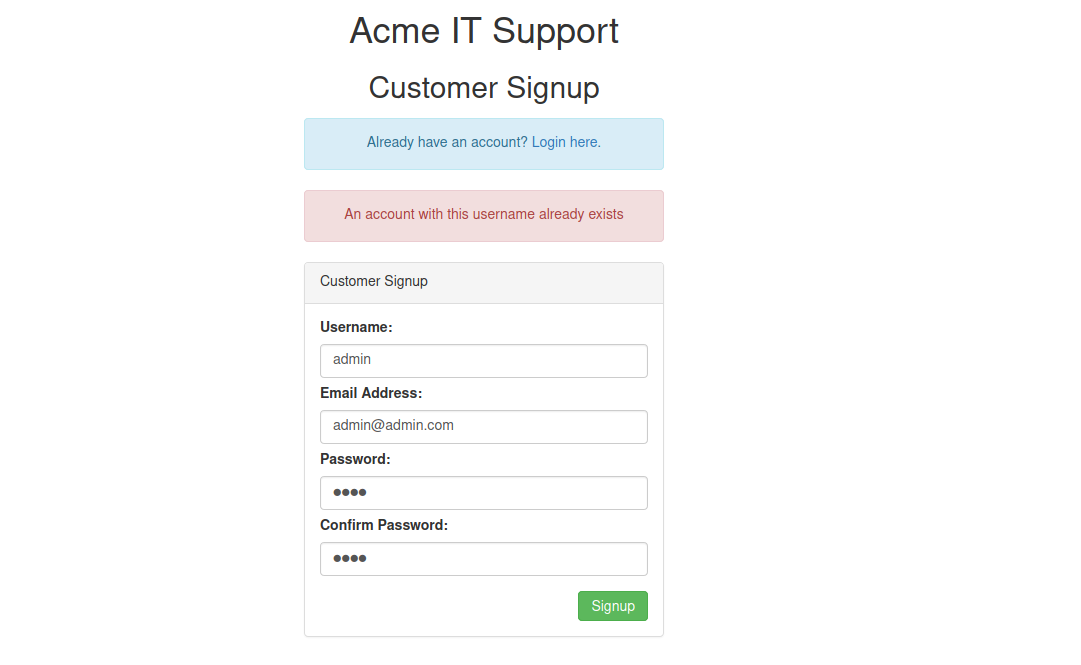 Acme IT Support
Customer Signup
Already have an account? Login here.
An account with this username already exists
Customer Signup
Username:
admin
Email Address:
admin@admin.com
Password:
●●●●
Confirm Password:
●●●●
Signup